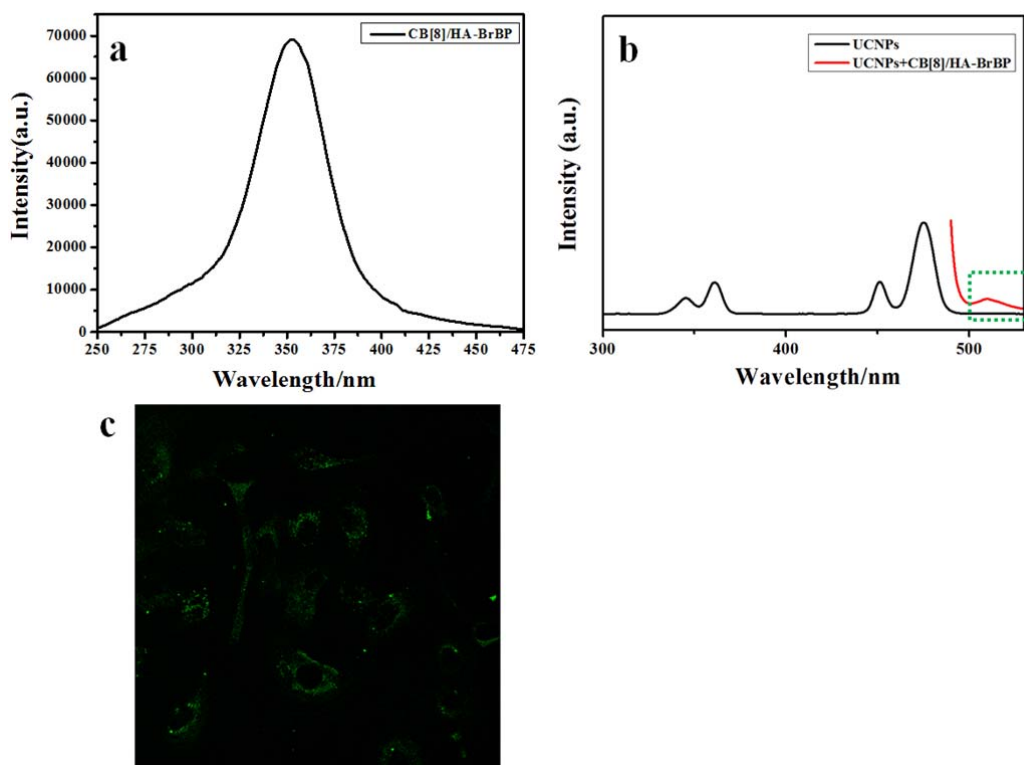 a
CB[8]/HA-BrBP
Intensity(a.u.)
70000
60000
50000
40000
30000
20000
10000
0
250 275 300 325 350 375 400 425 450 475
Wavelength/nm
b
UCNPs
UCNPs+CB[8]/HA-BrBP
Intensity (a.u.)
300 400 500
Wavelength/nm
c